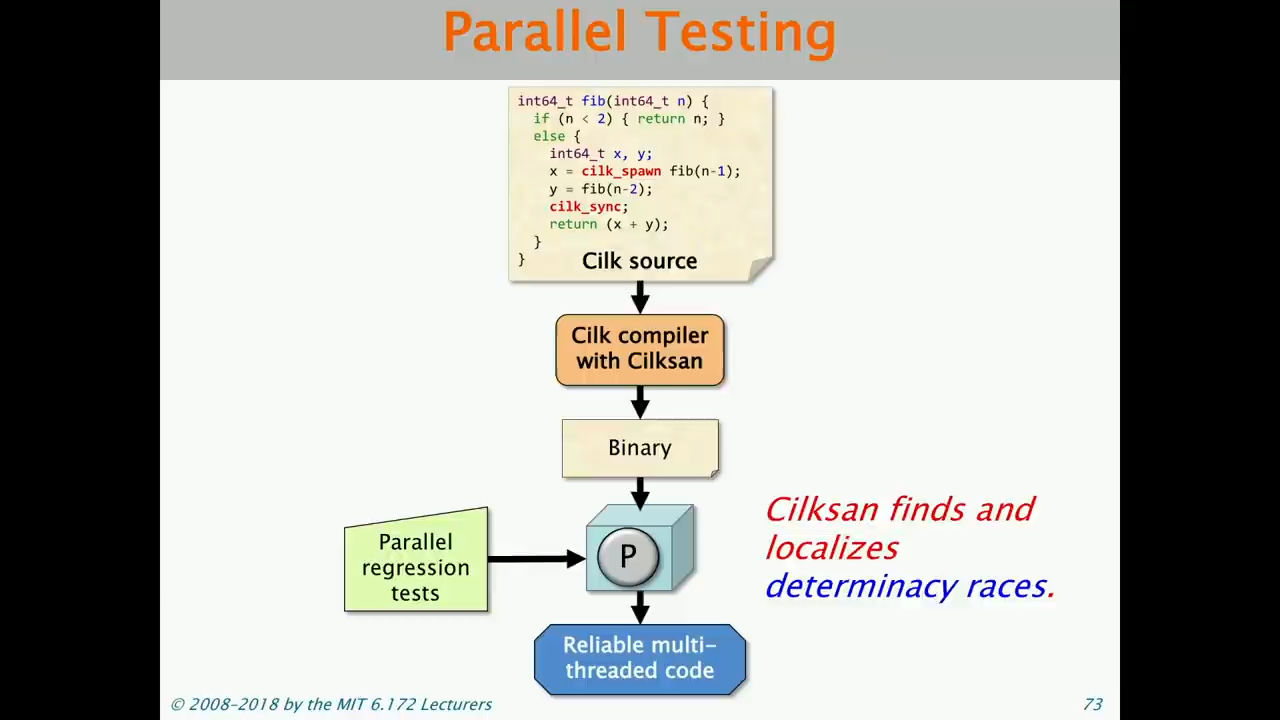 Parallel Testing
int64_t fib(int64_t n) {
if (n < 2) { return n; }
else {
int64_t x, y;
x = cilk_spawn fib(n-1);
y = fib(n-2);
cilk_sync;
return (x + y);
}
}
Cilk source
Cilk compiler
with Cilksan
Binary
Parallel
regression
tests
P
Cilksan finds and
localizes
determinacy races.
Reliable multi-
threaded code
© 2008–2018 by the MIT 6.172 Lecturers
73